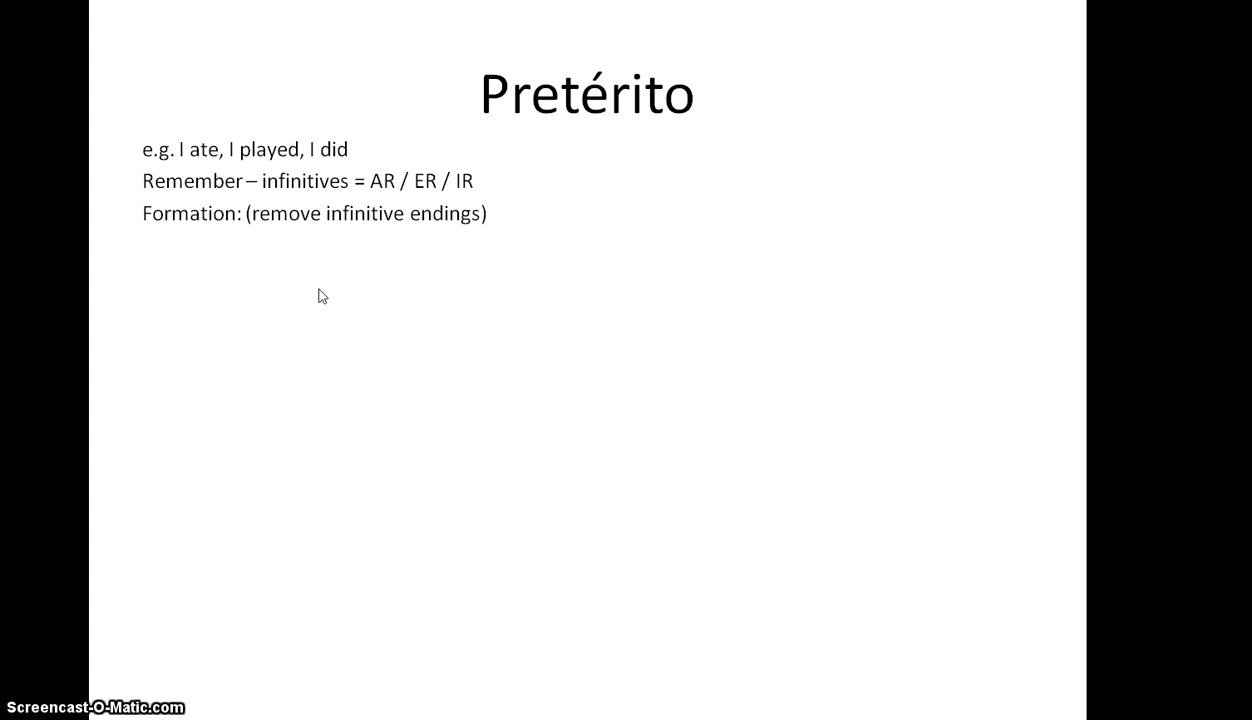 Pretérito
e.g. I ate, I played, I did
Remember – infinitives = AR / ER / IR
Formation: (remove infinitive endings)
Screencast-O-Matic.com